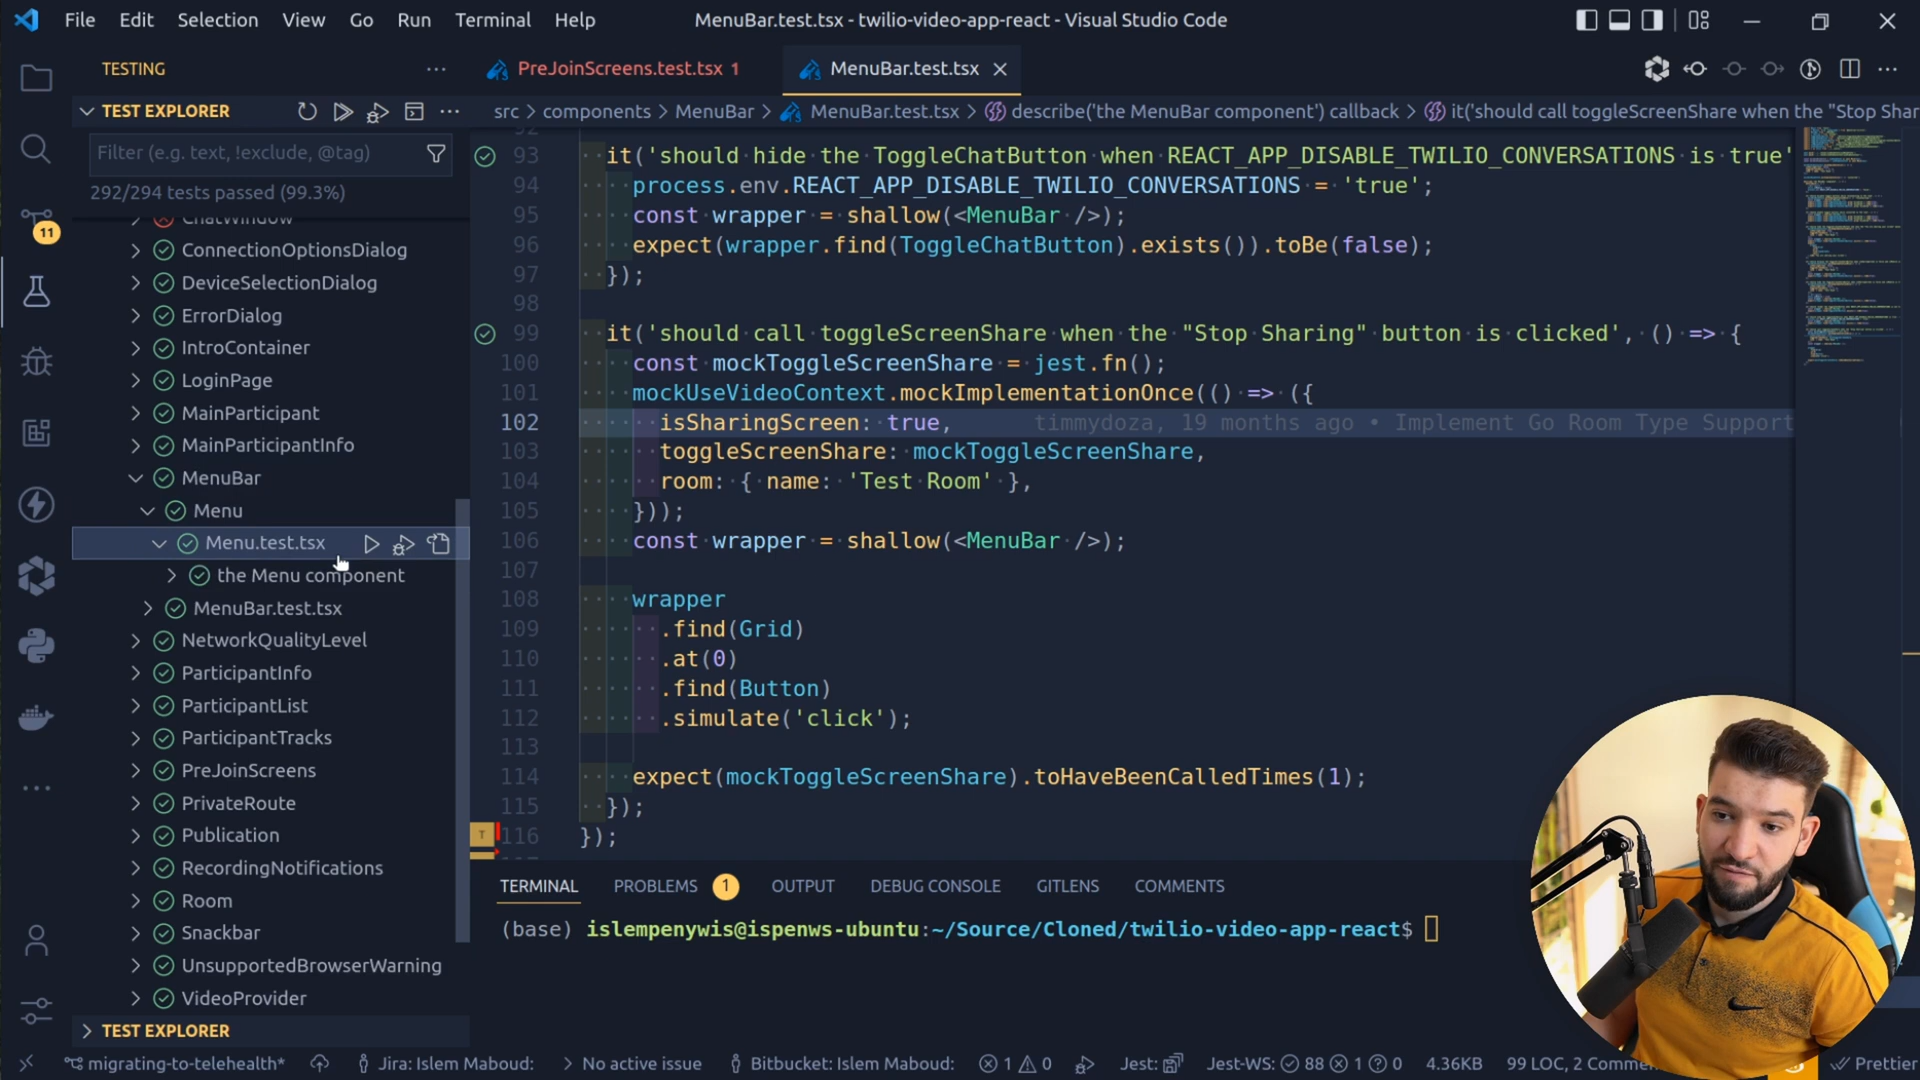 File Edit Selection View Go Run Terminal Help MenuBar.test.tsx - twilio-video-app-react - Visual Studio Code
TESTING
PreJoinScreens.test.tsx 1
MenuBar.test.tsx
TEST EXPLORER
src > components > MenuBar > MenuBar.test.tsx > describe('the MenuBar component') callback > it('should call toggleScreenShare when the "Stop Shar
Filter (e.g. text, !exclude, @tag)
292/294 tests passed (99.3%)
11
ChatWindow
ConnectionOptionsDialog
DeviceSelectionDialog
ErrorDialog
IntroContainer
LoginPage
MainParticipant
MainParticipantInfo
MenuBar
Menu
Menu.test.tsx
the Menu component
MenuBar.test.tsx
NetworkQualityLevel
ParticipantInfo
ParticipantList
ParticipantTracks
PreJoinScreens
PrivateRoute
Publication
RecordingNotifications
Room
Snackbar
UnsupportedBrowserWarning
VideoProvider
TEST EXPLORER
92
93 it('should hide the ToggleChatButton when REACT_APP_DISABLE_TWILIO_CONVERSATIONS is true'
94 process.env.REACT_APP_DISABLE_TWILIO_CONVERSATIONS = 'true';
95 const wrapper = shallow(<MenuBar />);
96 expect(wrapper.find(ToggleChatButton).exists()).toBe(false);
97 });
98
99 it('should call toggleScreenShare when the "Stop Sharing" button is clicked', () => {
100 const mockToggleScreenShare = jest.fn();
101 mockUseVideoContext.mockImplementationOnce(() => ({
102 isSharingScreen: true, timmydoza, 19 months ago • Implement Go Room Type Support
103 toggleScreenShare: mockToggleScreenShare,
104 room: { name: 'Test Room' },
105 }));
106 const wrapper = shallow(<MenuBar />);
107
108 wrapper
109 .find(Grid)
110 .at(0)
111 .find(Button)
112 .simulate('click');
113
114 expect(mockToggleScreenShare).toHaveBeenCalledTimes(1);
115 });
T 116 });
TERMINAL PROBLEMS 1 OUTPUT DEBUG CONSOLE GITLENS COMMENTS
(base) islempenywis@ispenws-ubuntu:~/Source/Cloned/twilio-video-app-react$
migrating-to-telehealth* Jira: Islem Maboud: > No active issue Bitbucket: Islem Maboud: 1 0 Jest: Jest-WS: 88 1 0 4.36KB 99 LOC, 2 Comme Prettier